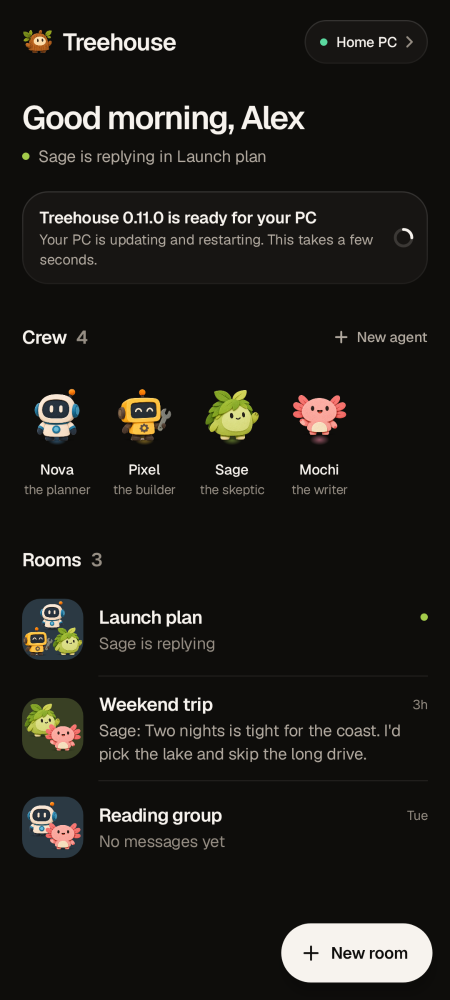 Treehouse
Home PC
Good morning, Alex
Sage is replying in Launch plan
Treehouse 0.11.0 is ready for your PC
Your PC is updating and restarting. This takes a few
seconds.
Crew 4
New agent
Nova
the planner
Pixel
the builder
Sage
the skeptic
Mochi
the writer
Rooms 3
Launch plan
Sage is replying
Weekend trip
3h
Sage: Two nights is tight for the coast. I'd
pick the lake and skip the long drive.
Reading group
Tue
No messages yet
New room